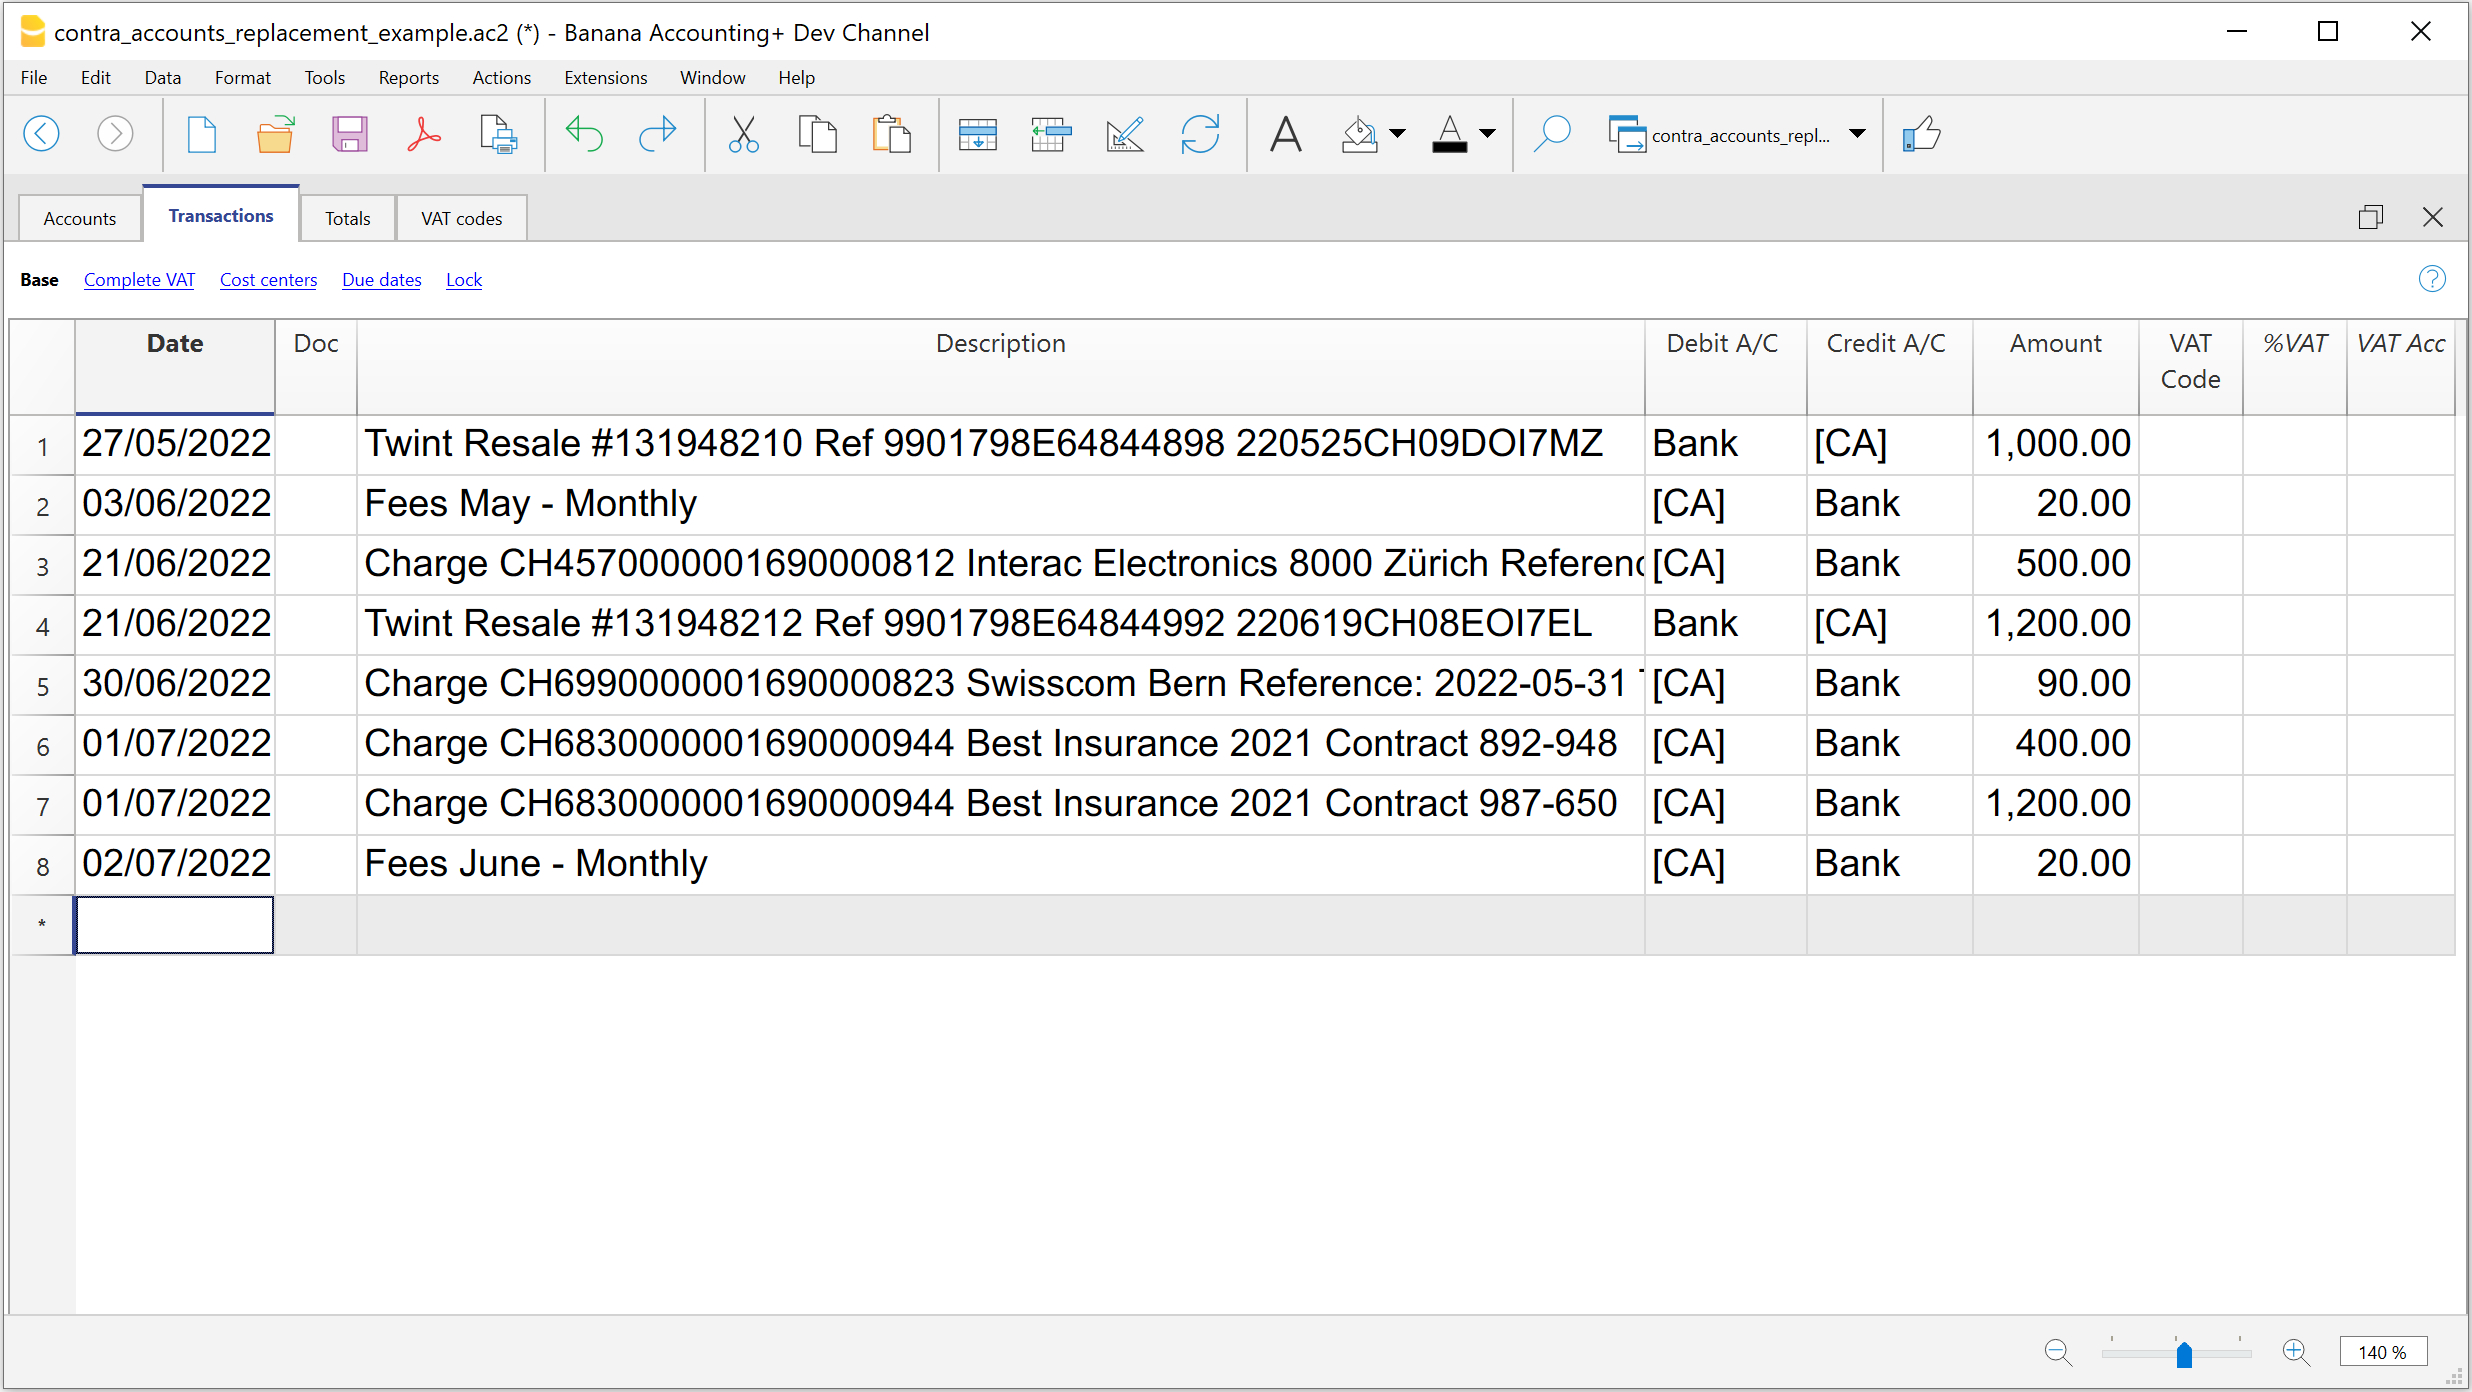 contra_accounts_replacement_example.ac2 (*) - Banana Accounting+ Dev Channel
File Edit Data Format Tools Reports Actions Extensions Window Help
contra_accounts_repl...
Accounts Transactions Totals VAT codes
Base Complete VAT Cost centers Due dates Lock
Date Doc Description Debit A/C Credit A/C Amount VAT Code %VAT VAT Acc
1 27/05/2022 Twint Resale #131948210 Ref 9901798E64844898 220525CH09DOI7MZ Bank [CA] 1,000.00
2 03/06/2022 Fees May - Monthly [CA] Bank 20.00
3 21/06/2022 Charge CH4570000001690000812 Interac Electronics 8000 Zürich Referenc [CA] Bank 500.00
4 21/06/2022 Twint Resale #131948212 Ref 9901798E64844992 220619CH08EOI7EL Bank [CA] 1,200.00
5 30/06/2022 Charge CH6990000001690000823 Swisscom Bern Reference: 2022-05-31 [CA] Bank 90.00
6 01/07/2022 Charge CH6830000001690000944 Best Insurance 2021 Contract 892-948 [CA] Bank 400.00
7 01/07/2022 Charge CH6830000001690000944 Best Insurance 2021 Contract 987-650 [CA] Bank 1,200.00
8 02/07/2022 Fees June - Monthly [CA] Bank 20.00
*
140 %